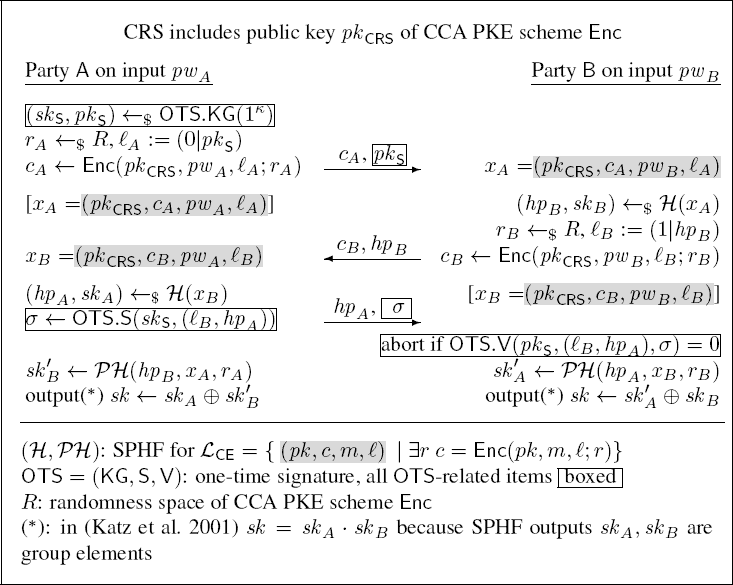 CRS includes public key pk_CRS of CCA PKE scheme Enc
Party A on input pw_A
Party B on input pw_B
(sk_S, pk_S) ←$ OTS.KG(1^κ)
r_A ←$ R, ℓ_A := (0|pk_S)
c_A ← Enc(pk_CRS, pw_A, ℓ_A; r_A)
c_A, pk_S
x_A =(pk_CRS, c_A, pw_B, ℓ_A)
[x_A =(pk_CRS, c_A, pw_A, ℓ_A)]
(hp_B, sk_B) ←$ H(x_A)
r_B ←$ R, ℓ_B := (1|hp_B)
x_B =(pk_CRS, c_B, pw_A, ℓ_B)
c_B, hp_B
c_B ← Enc(pk_CRS, pw_B, ℓ_B; r_B)
(hp_A, sk_A) ←$ H(x_B)
[x_B =(pk_CRS, c_B, pw_B, ℓ_B)]
σ ← OTS.S(sk_S, (ℓ_B, hp_A))
hp_A, σ
abort if OTS.V(pk_S, (ℓ_B, hp_A), σ) = 0
sk′_B ← PH(hp_B, x_A, r_A)
sk′_A ← PH(hp_A, x_B, r_B)
output(*) sk ← sk_A ⊕ sk′_B
output(*) sk ← sk′_A ⊕ sk_B
(H, PH): SPHF for L_CE = { (pk, c, m, ℓ) | ∃r c = Enc(pk, m, ℓ; r)}
OTS = (KG, S, V): one-time signature, all OTS-related items boxed
R: randomness space of CCA PKE scheme Enc
(*): in (Katz et al. 2001) sk = sk_A · sk_B because SPHF outputs sk_A, sk_B are
group elements